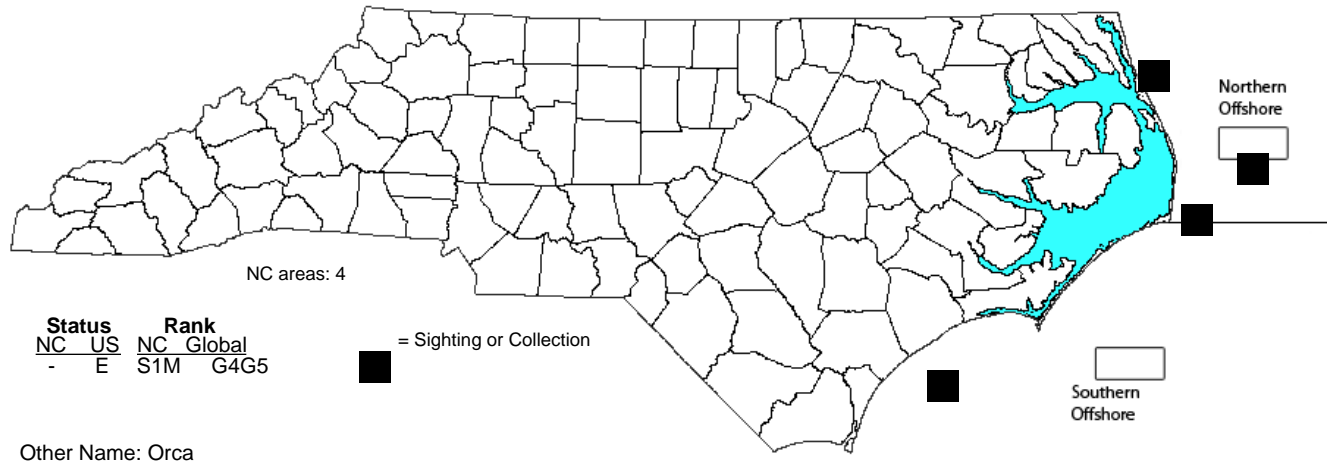 Northern
Offshore
NC areas: 4
Status Rank
NC US NC Global
- E S1M G4G5
= Sighting or Collection
Southern
Offshore
Other Name: Orca